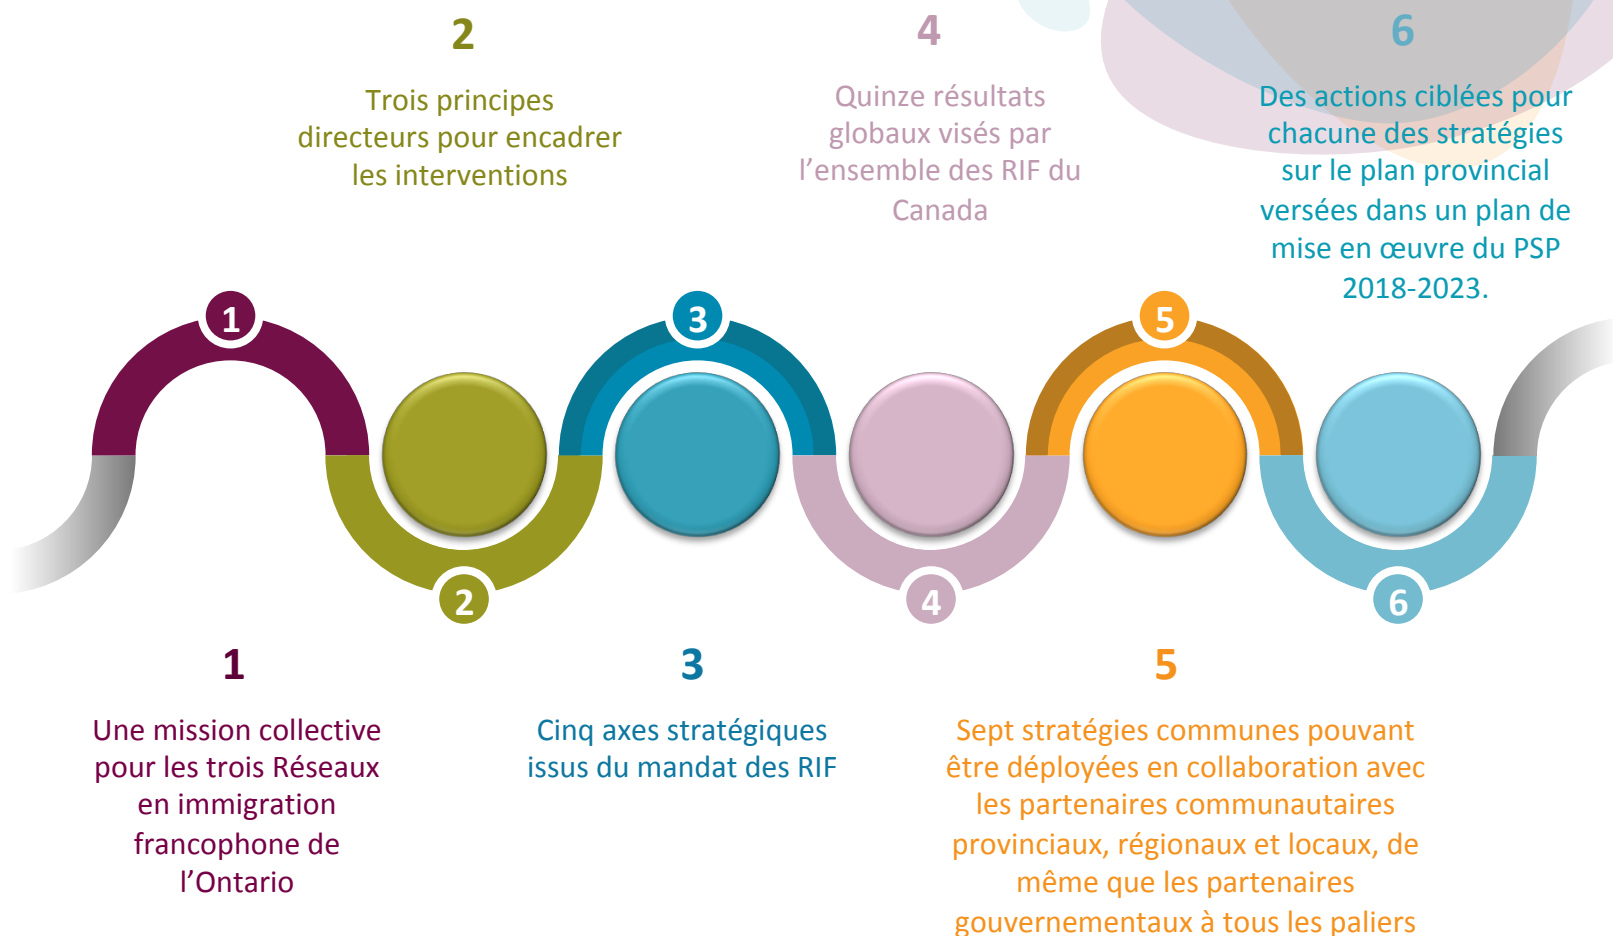 2
Trois principes
directeurs pour encadrer
les interventions
4
Quinze résultats
globaux visés par
l’ensemble des RIF du
Canada
6
Des actions ciblées pour
chacune des stratégies
sur le plan provincial
versées dans un plan de
mise en œuvre du PSP
2018-2023.
1
3
5
2
4
6
1
Une mission collective
pour les trois Réseaux
en immigration
francophone de
l’Ontario
3
Cinq axes stratégiques
issus du mandat des RIF
5
Sept stratégies communes pouvant
être déployées en collaboration avec
les partenaires communautaires
provinciaux, régionaux et locaux, de
même que les partenaires
gouvernementaux à tous les paliers